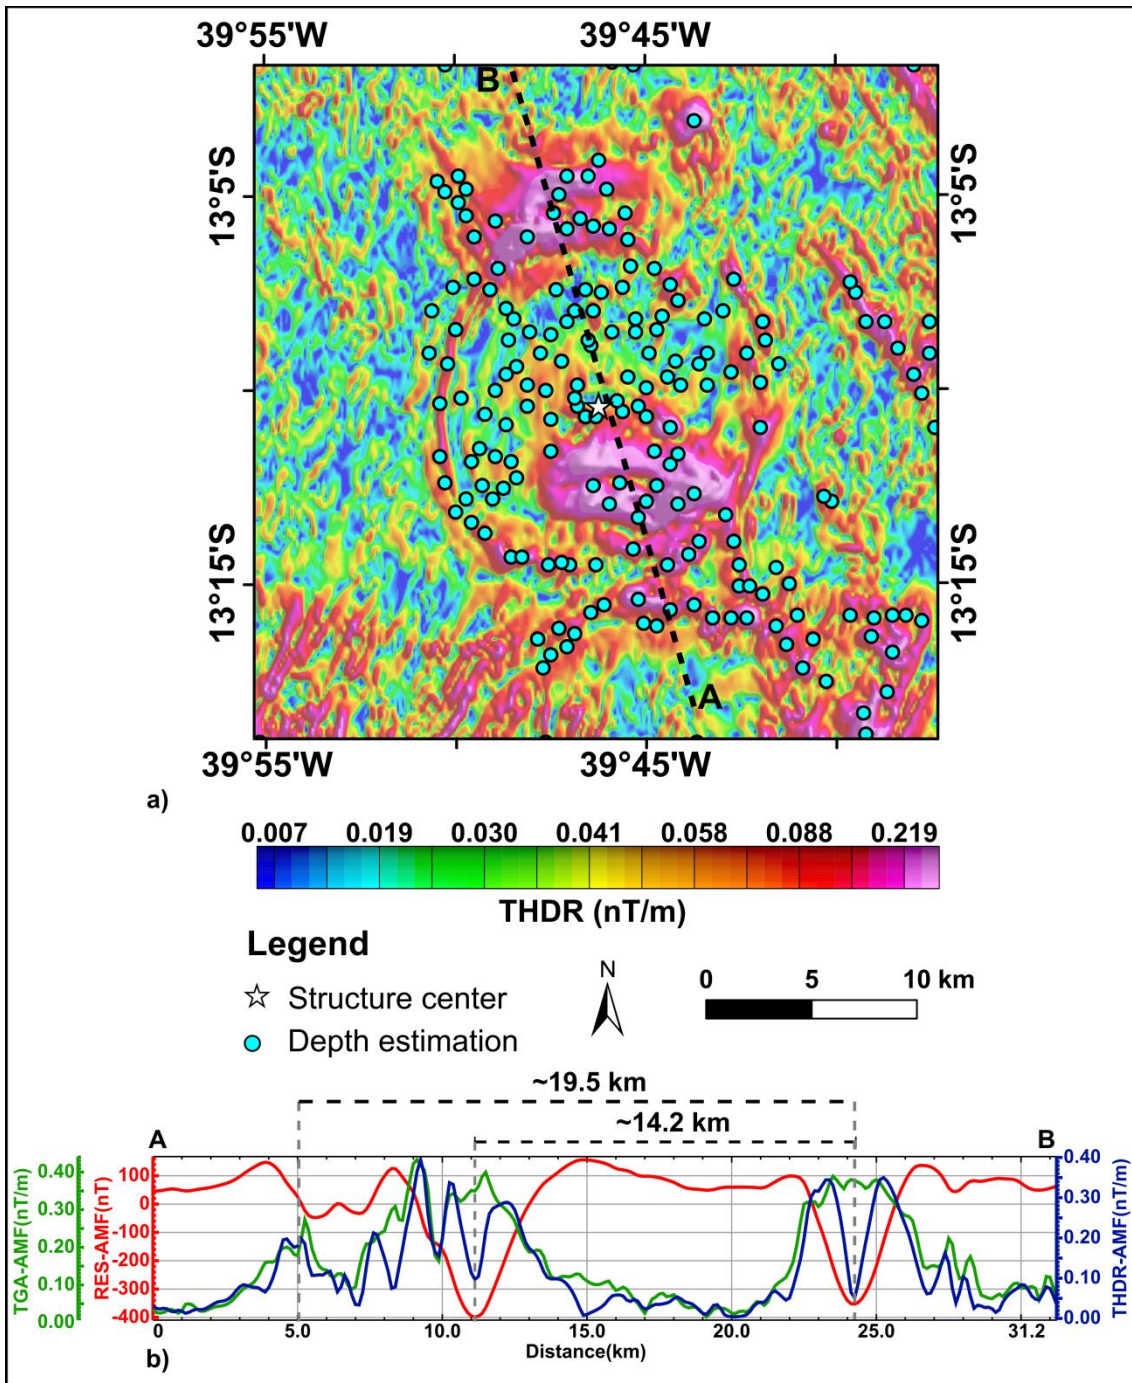 39°55'W 39°45'W
B
13°5'S 13°5'S
13°15'S 13°15'S
A
39°55'W 39°45'W
a)
0.007 0.019 0.030 0.041 0.058 0.088 0.219
THDR (nT/m)
Legend
N
0 5 10 km
Structure center
Depth estimation
~19.5 km
~14.2 km
A B
TGA-AMF(nT/m)
0.40
0.30
0.20
0.10
0.00
RES-AMF(nT)
100
0
-100
-200
-300
-400
0.40
0.30
0.20
0.10
0.00
THDR-AMF(nT/m)
0 5.0 10.0 15.0 20.0 25.0 31.2
Distance(km)
b)